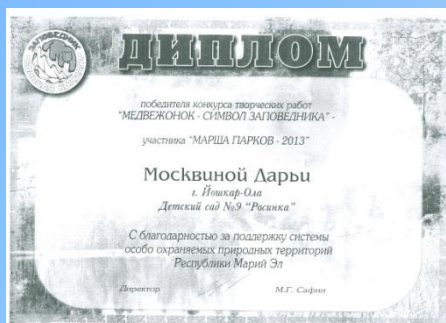 ЗАПОВЕДНИК
ДИПЛОМ
победителя конкурса творческих работ
"МЕДВЕЖОНОК - СИМВОЛ ЗАПОВЕДНИКА" -
участника "МАРША ПАРКОВ - 2013"
Москвиной Дарьи
г. Йошкар-Ола
Детский сад №9 "Росинка"
С благодарностью за поддержку системы
особо охраняемых природных территорий
Республики Марий Эл
Директор М.Г. Сафин